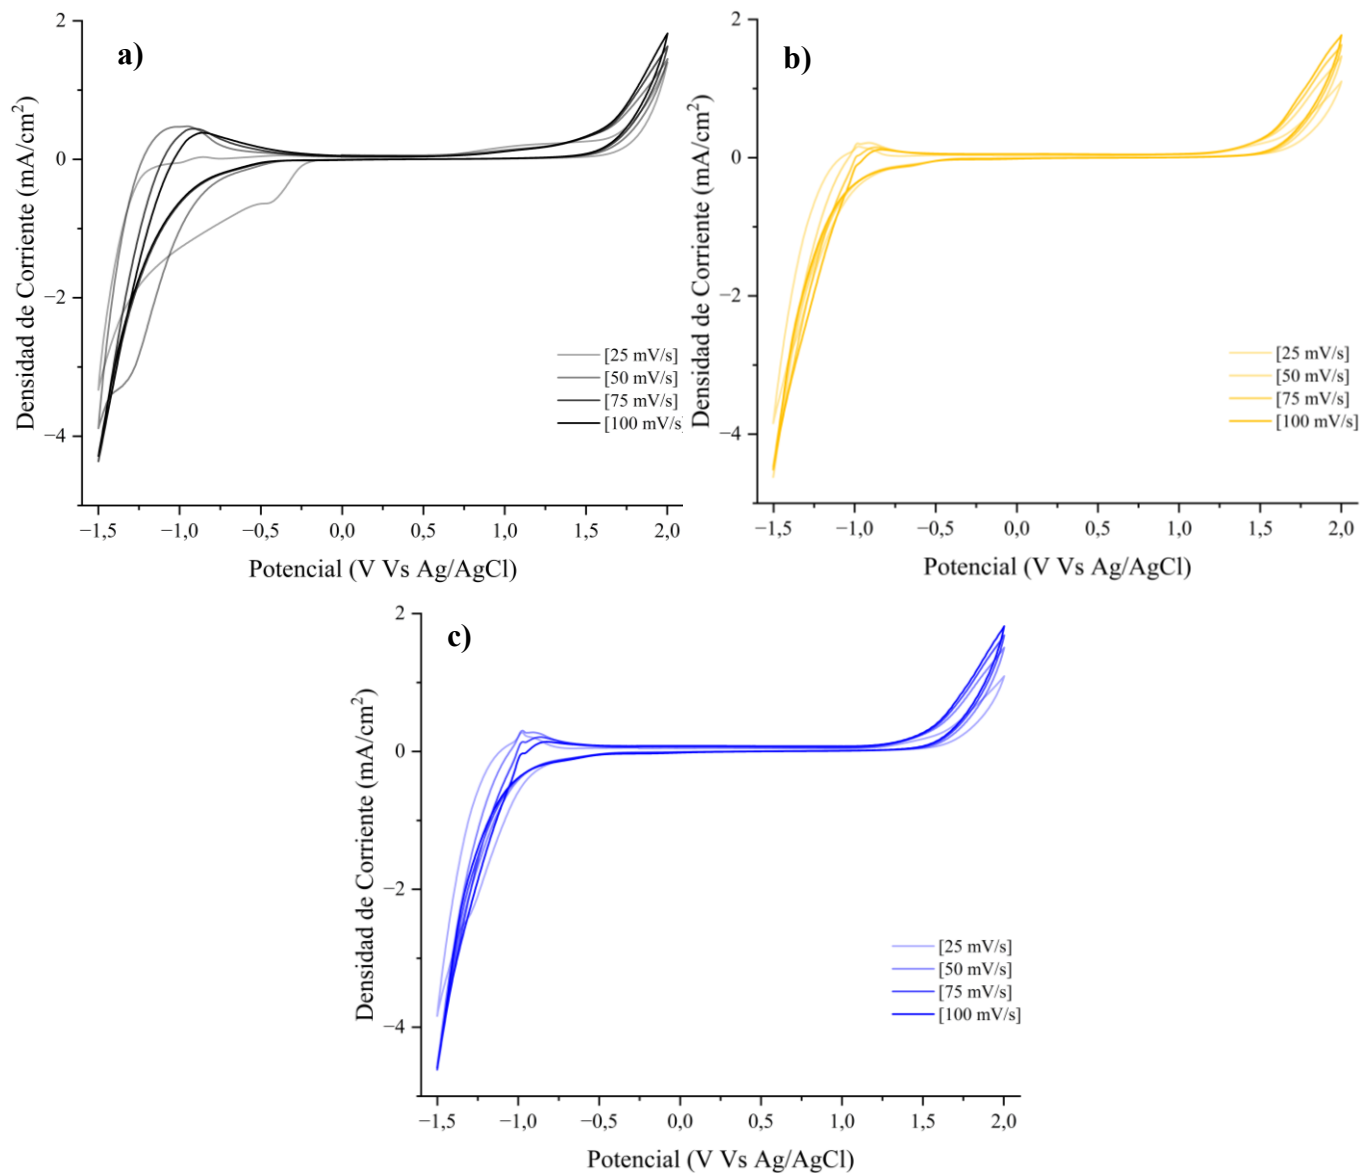 a)
2
0
−2
−4
Densidad de Corriente (mA/cm²)
[25 mV/s]
[50 mV/s]
[75 mV/s]
[100 mV/s]
−1,5 −1,0 −0,5 0,0 0,5 1,0 1,5 2,0
Potencial (V Vs Ag/AgCl)
b)
2
0
−2
−4
Densidad de Corriente (mA/cm²)
[25 mV/s]
[50 mV/s]
[75 mV/s]
[100 mV/s]
−1,5 −1,0 −0,5 0,0 0,5 1,0 1,5 2,0
Potencial (V Vs Ag/AgCl)
c)
2
0
−2
−4
Densidad de Corriente (mA/cm²)
[25 mV/s]
[50 mV/s]
[75 mV/s]
[100 mV/s]
−1,5 −1,0 −0,5 0,0 0,5 1,0 1,5 2,0
Potencial (V Vs Ag/AgCl)